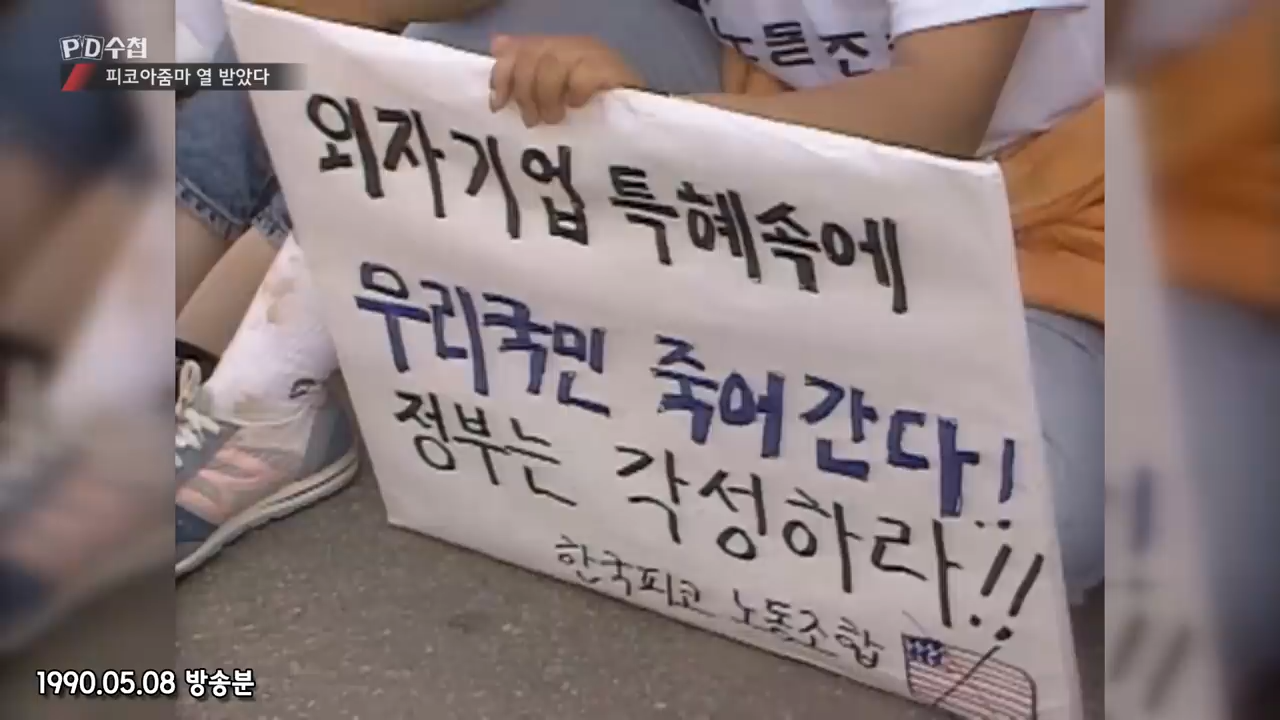 PD수첩
피코아줌마 열 받았다
노동
외자기업 특혜속에
우리국민 죽어간다!
정부는 각성하라!!
한국피코 노동조합
1990.05.08 방송분